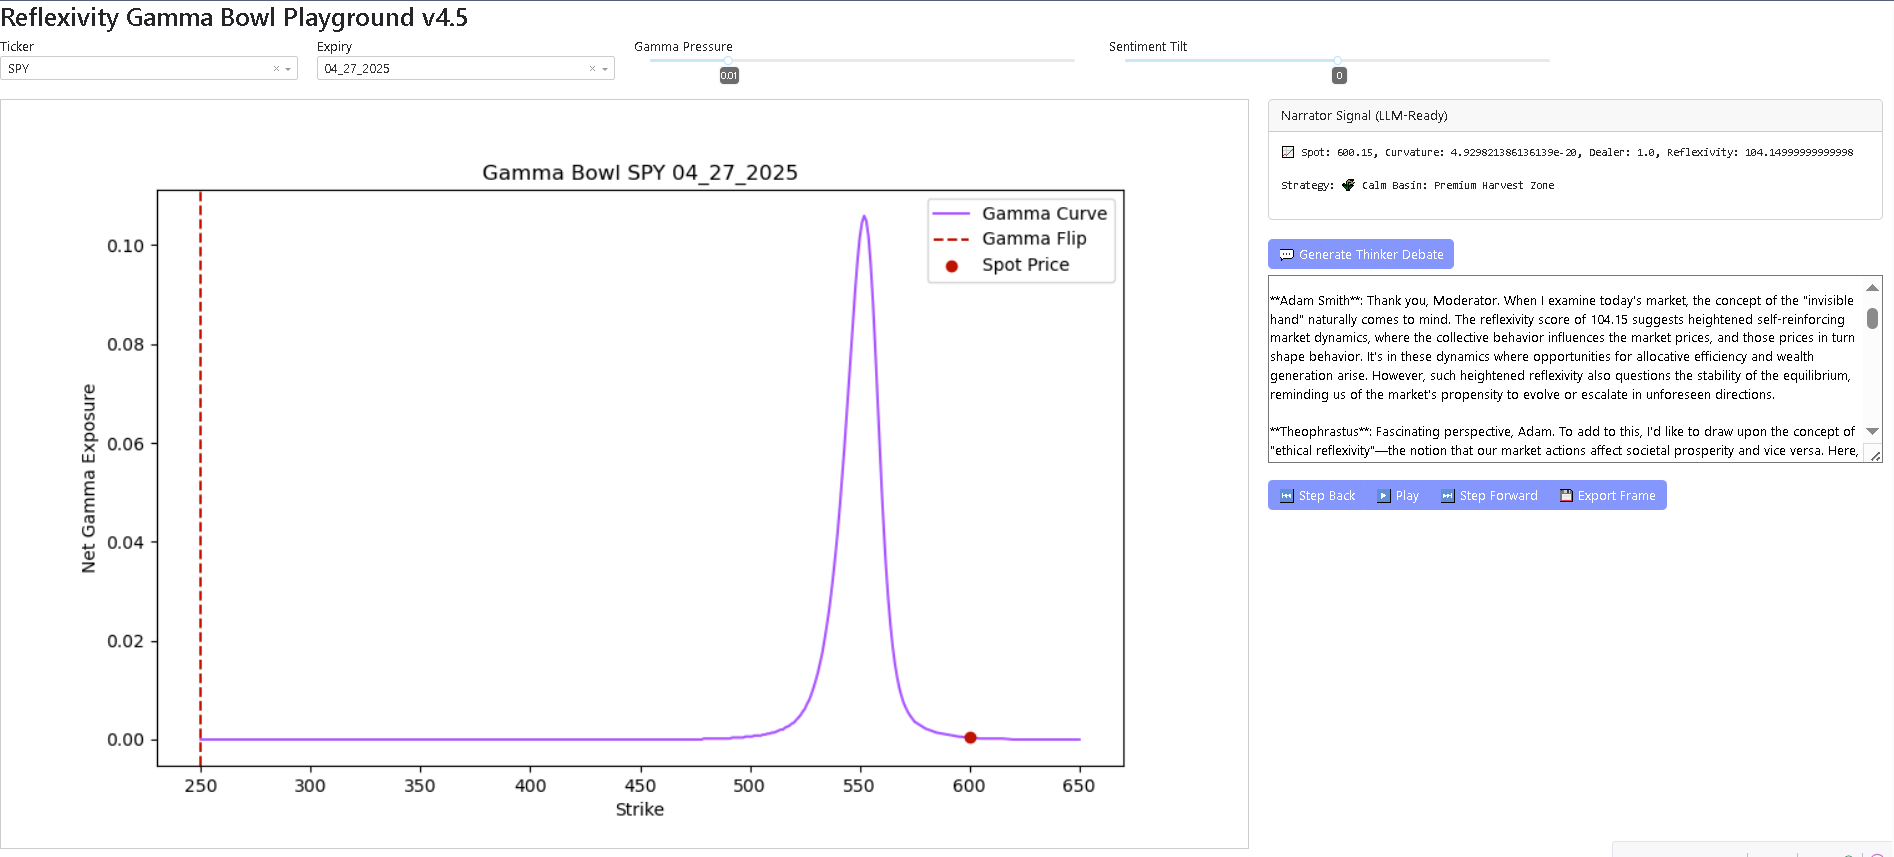 Reflexivity Gamma Bowl Playground v4.5
Ticker
Expiry
Gamma Pressure
Sentiment Tilt
SPY
04_27_2025
0.01
0
Gamma Bowl SPY 04_27_2025
Gamma Curve
Gamma Flip
Spot Price
0.10
0.08
0.06
0.04
0.02
0.00
Net Gamma Exposure
250
300
350
400
450
500
550
600
650
Strike
Narrator Signal (LLM-Ready)
Spot: 600.15, Curvature: 4.929821386136139e-20, Dealer: 1.0, Reflexivity: 104.14999999999998
Strategy: Calm Basin: Premium Harvest Zone
Generate Thinker Debate
**Adam Smith**: Thank you, Moderator. When I examine today's market, the concept of the "invisible
hand" naturally comes to mind. The reflexivity score of 104.15 suggests heightened self-reinforcing
market dynamics, where the collective behavior influences the market prices, and those prices in turn
shape behavior. It's in these dynamics where opportunities for allocative efficiency and wealth
generation arise. However, such heightened reflexivity also questions the stability of the equilibrium,
reminding us of the market's propensity to evolve or escalate in unforeseen directions.
**Theophrastus**: Fascinating perspective, Adam. To add to this, I'd like to draw upon the concept of
"ethical reflexivity"—the notion that our market actions affect societal prosperity and vice versa. Here,
Step Back
Play
Step Forward
Export Frame